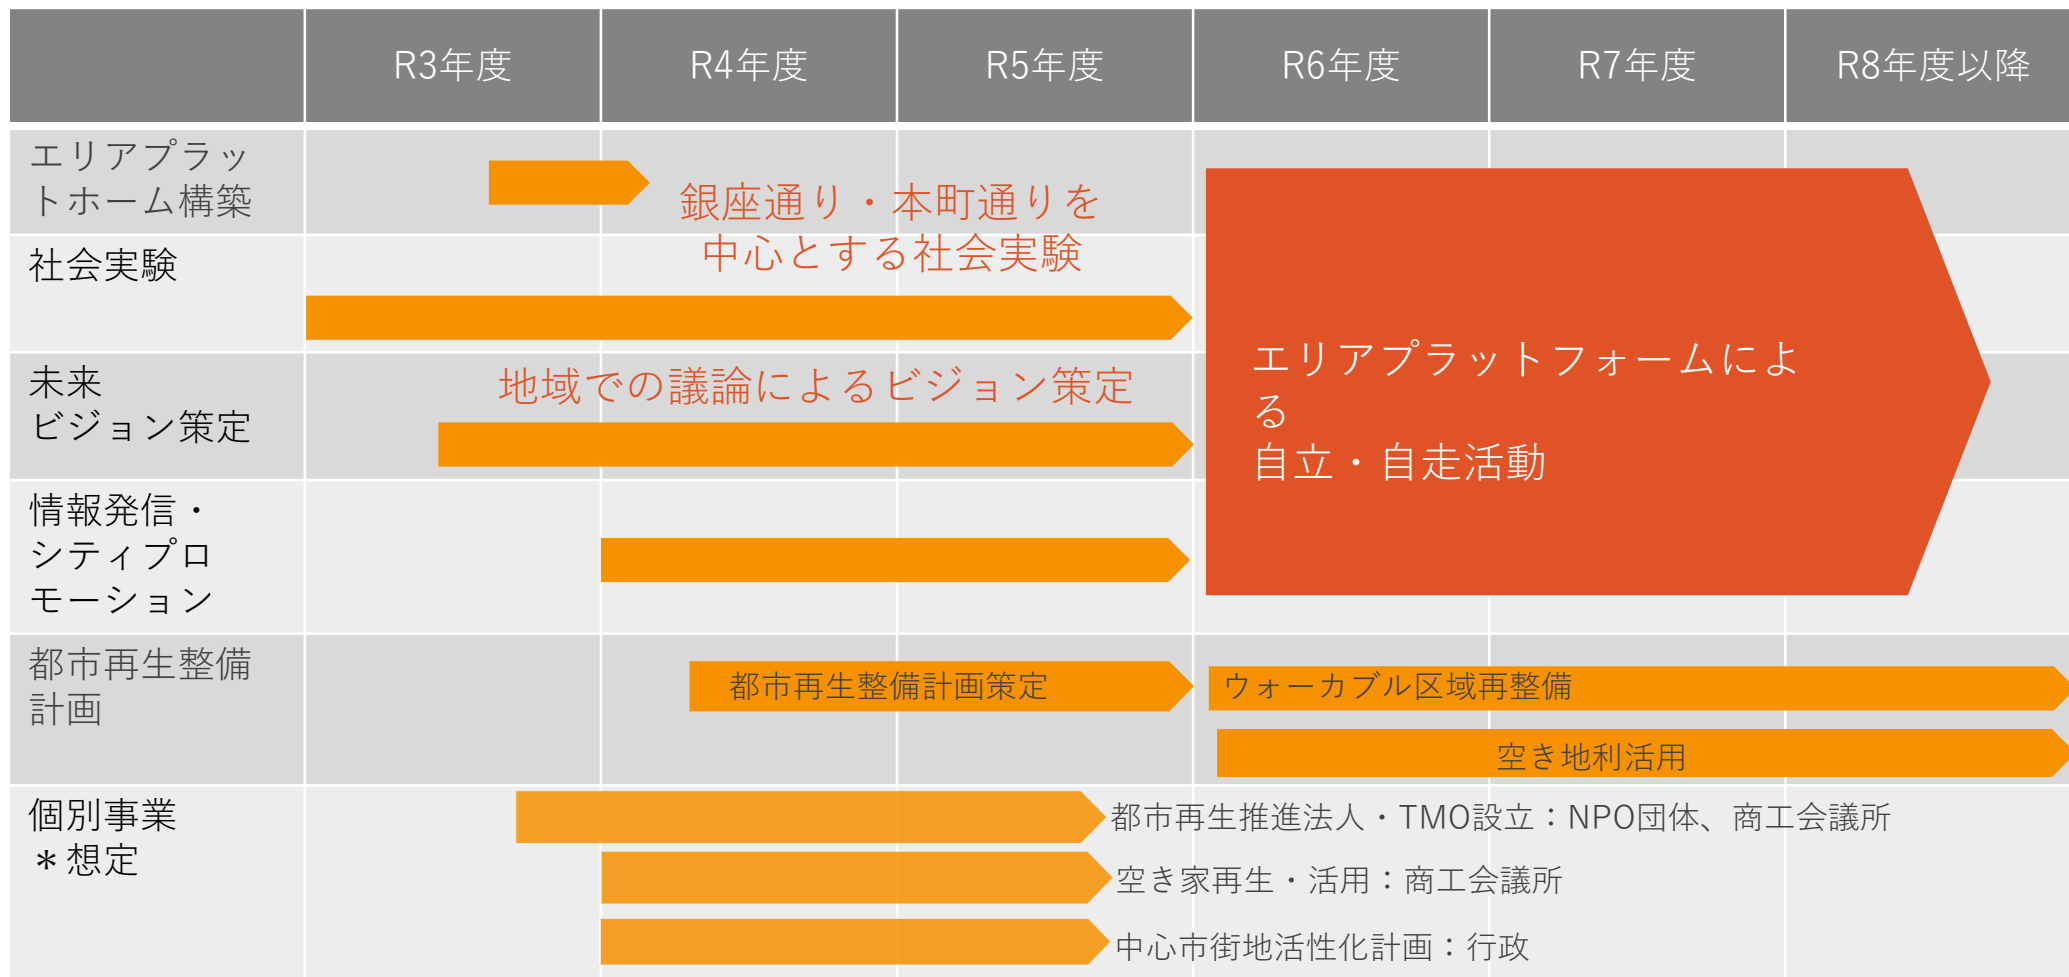 R3年度
R4年度
R5年度
R6年度
R7年度
R8年度以降
エリアプラッ
トホーム構築
銀座通り・本町通りを
中心とする社会実験
社会実験
未来
ビジョン策定
地域での議論によるビジョン策定
エリアプラットフォームによ
る
自立・自走活動
情報発信・
シティプロ
モーション
都市再生整備
計画
都市再生整備計画策定
ウォーカブル区域再整備
空き地利活用
個別事業
＊想定
都市再生推進法人・TMO設立：NPO団体、商工会議所
空き家再生・活用：商工会議所
中心市街地活性化計画：行政